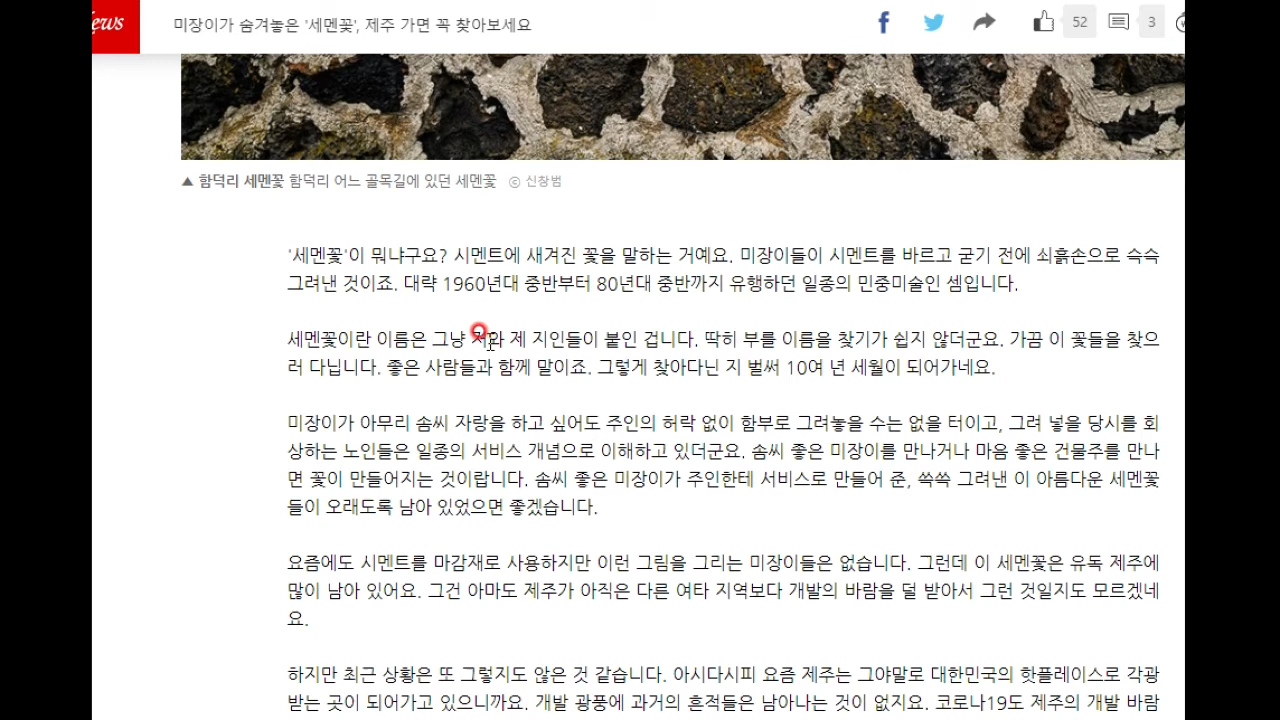 ews
미장이가 숨겨놓은 '세멘꽃', 제주 가면 꼭 찾아보세요
52
3
▲ 함덕리 세멘꽃 함덕리 어느 골목길에 있던 세멘꽃 ⓒ 신창범
'세멘꽃'이 뭐냐구요? 시멘트에 새겨진 꽃을 말하는 거예요. 미장이들이 시멘트를 바르고 굳기 전에 쇠흙손으로 슥슥
그려낸 것이죠. 대략 1960년대 중반부터 80년대 중반까지 유행하던 일종의 민중미술인 셈입니다.
세멘꽃이란 이름은 그냥 저와 제 지인들이 붙인 겁니다. 딱히 부를 이름을 찾기가 쉽지 않더군요. 가끔 이 꽃들을 찾으
러 다닙니다. 좋은 사람들과 함께 말이죠. 그렇게 찾아다닌 지 벌써 10여 년 세월이 되어가네요.
미장이가 아무리 솜씨 자랑을 하고 싶어도 주인의 허락 없이 함부로 그려놓을 수는 없을 터이고, 그려 넣을 당시를 회
상하는 노인들은 일종의 서비스 개념으로 이해하고 있더군요. 솜씨 좋은 미장이를 만나거나 마음 좋은 건물주를 만나
면 꽃이 만들어지는 것이랍니다. 솜씨 좋은 미장이가 주인한테 서비스로 만들어 준, 쓱쓱 그려낸 이 아름다운 세멘꽃
들이 오래도록 남아 있었으면 좋겠습니다.
요즘에도 시멘트를 마감재로 사용하지만 이런 그림을 그리는 미장이들은 없습니다. 그런데 이 세멘꽃은 유독 제주에
많이 남아 있어요. 그건 아마도 제주가 아직은 다른 여타 지역보다 개발의 바람을 덜 받아서 그런 것일지도 모르겠네
요.
하지만 최근 상황은 또 그렇지도 않은 것 같습니다. 아시다시피 요즘 제주는 그야말로 대한민국의 핫플레이스로 각광
받는 곳이 되어가고 있으니까요. 개발 광풍에 과거의 흔적들은 남아나는 것이 없지요. 코로나19도 제주의 개발 바람